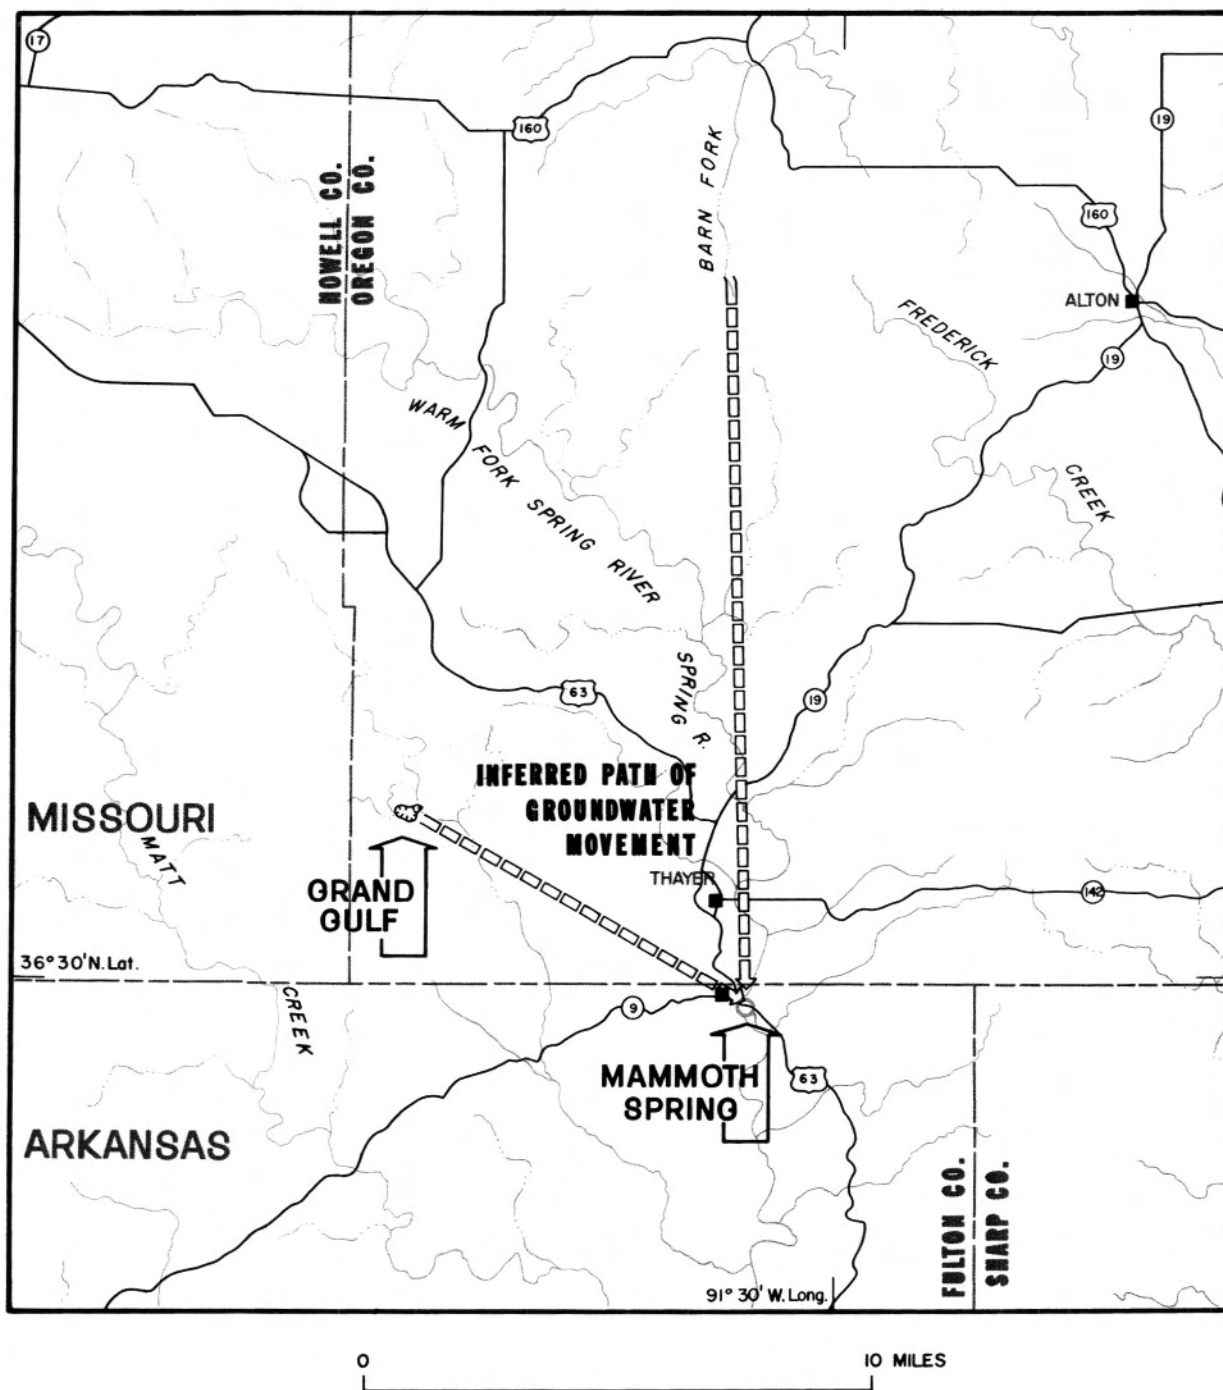 17
160
19
HOWELL CO.
OREGON CO.
BARN FORK
160
ALTON
FREDERICK
CREEK
19
WARM FORK SPRING RIVER
SPRING R.
63
19
INFERRED PATH OF
GROUNDWATER
MOVEMENT
MISSOURI
MATT
CREEK
THAYER
GRAND
GULF
142
36°30'N.Lat.
9
MAMMOTH
SPRING
63
ARKANSAS
FULTON CO.
SHARP CO.
91°30'W.Long.
0 10 MILES